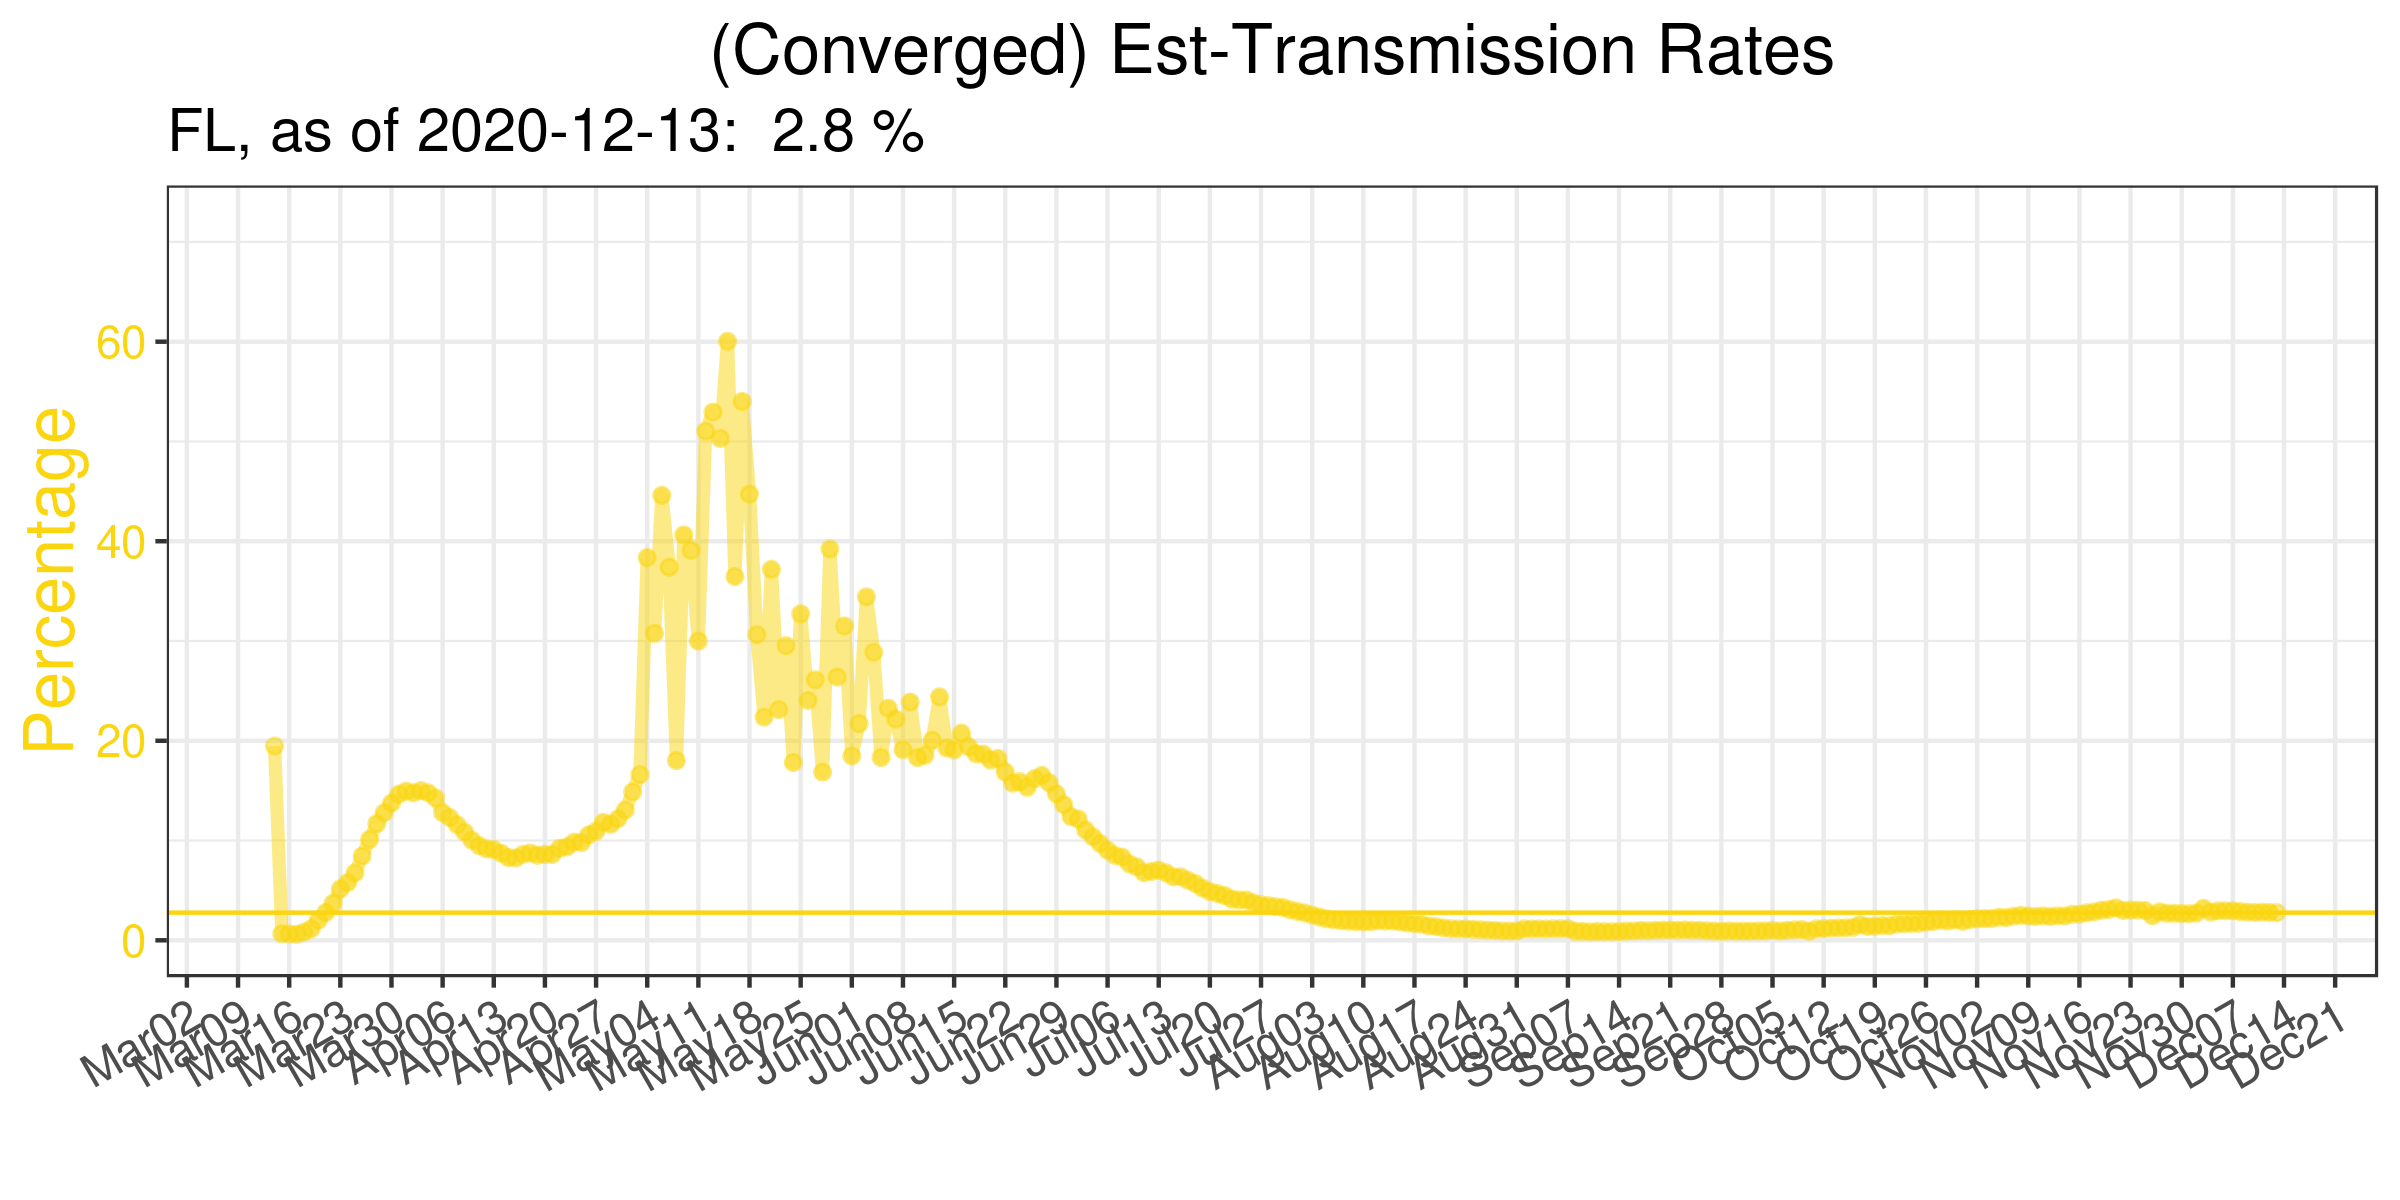 (Converged) Est-Transmission Rates
FL, as of 2020-12-13:  2.8 %
Percentage
60
40
20
0
Mar02
Mar09
Mar16
Mar23
Mar30
Apr06
Apr13
Apr20
Apr27
May04
May11
May18
May25
Jun01
Jun08
Jun15
Jun22
Jun29
Jul06
Jul13
Jul20
Jul27
Aug03
Aug10
Aug17
Aug24
Aug31
Sep07
Sep14
Sep21
Sep28
Oct05
Oct12
Oct19
Oct26
Nov02
Nov09
Nov16
Nov23
Nov30
Dec07
Dec14
Dec21